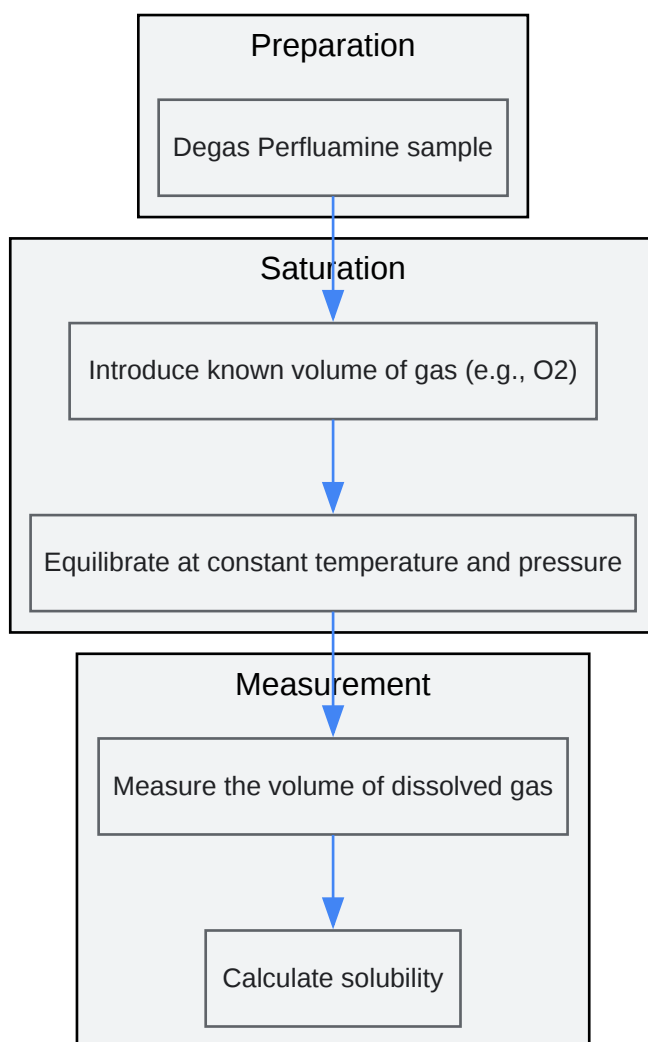 Preparation
Degas Perfluamine sample
Saturation
Introduce known volume of gas (e.g., O2)
Equilibrate at constant temperature and pressure
Measurement
Measure the volume of dissolved gas
Calculate solubility